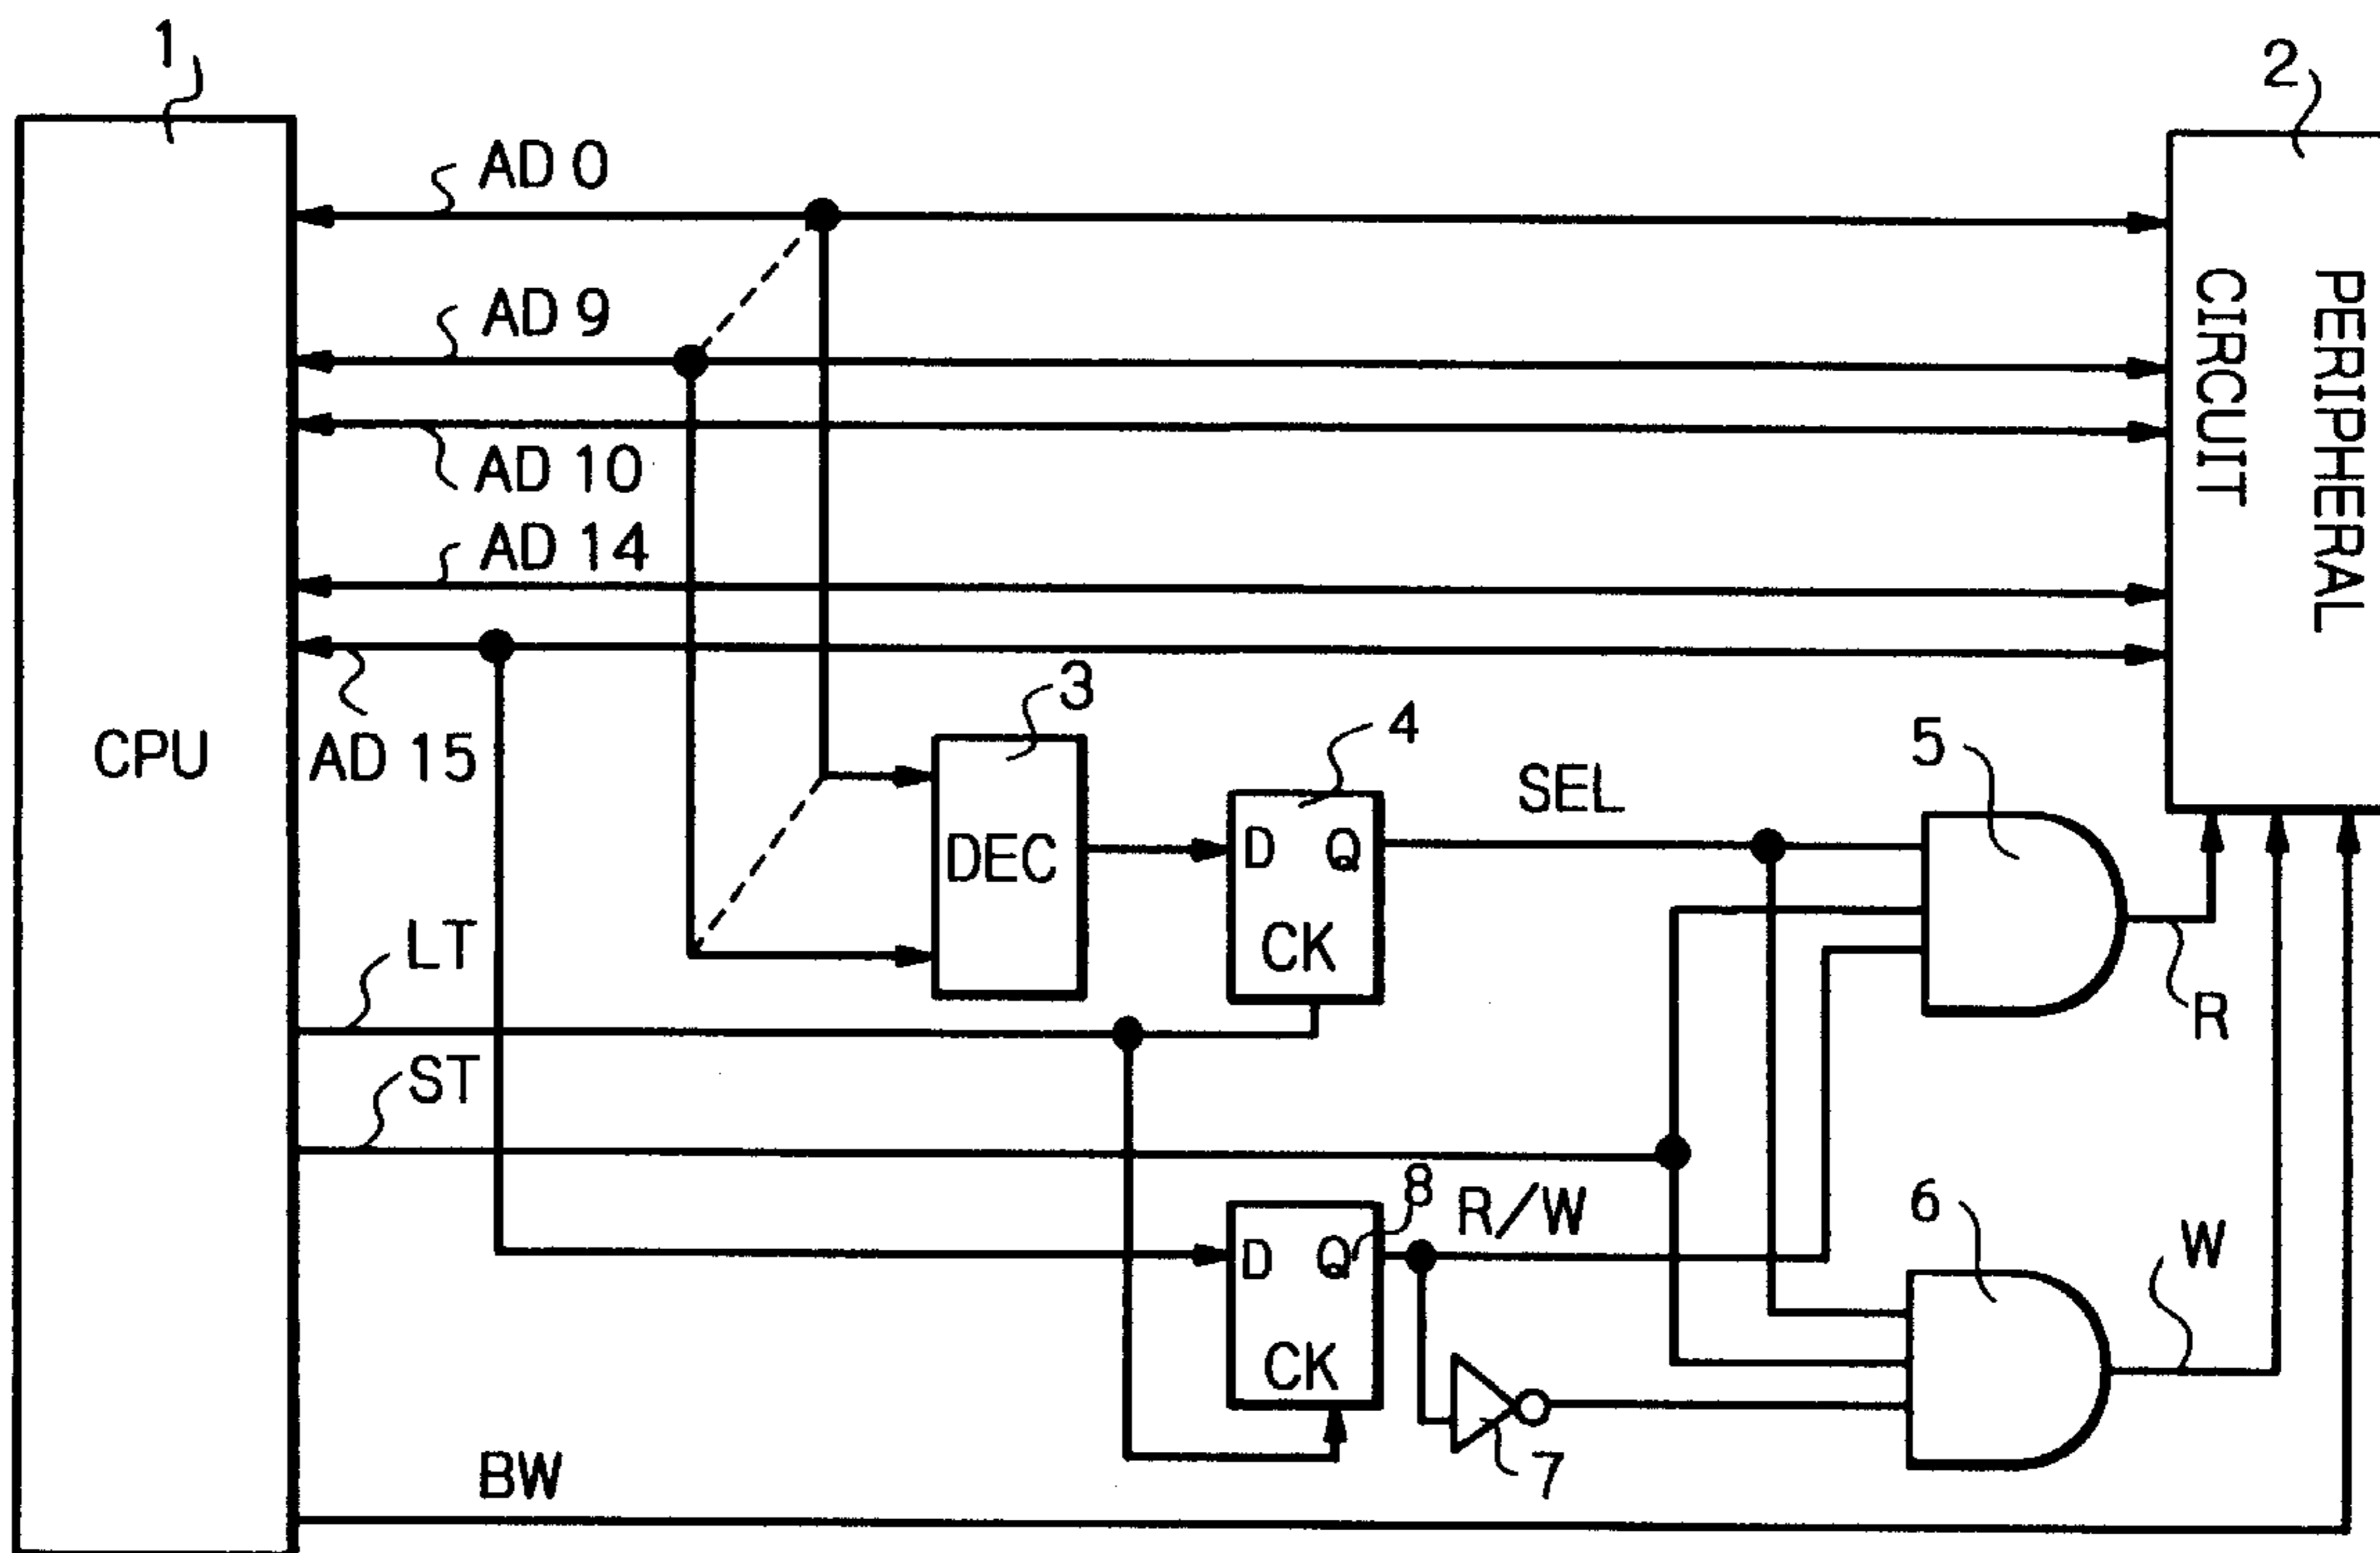 1
2
AD 0
AD 9
AD 10
AD 14
AD 15
CPU
PERIPHERAL
CIRCUIT
3
DEC
4
D Q
CK
SEL
5
R
LT
ST
8
R/W
D Q
CK
7
6
W
BW